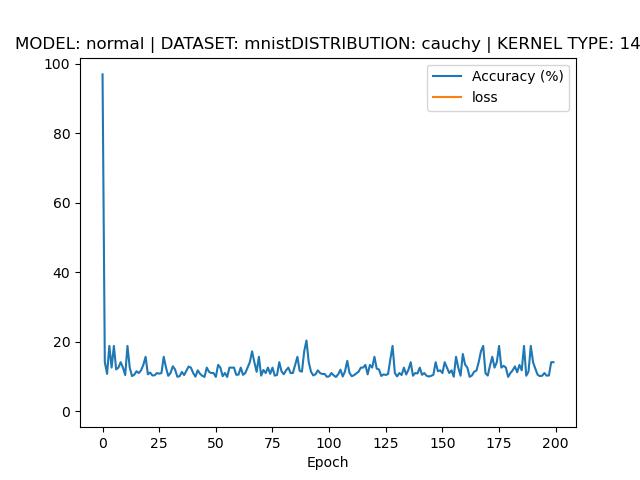 MODEL: normal | DATASET: mnistDISTRIBUTION: cauchy | KERNEL TYPE: 14
100
80
60
40
20
0
Accuracy (%)
loss
0 25 50 75 100 125 150 175 200
Epoch